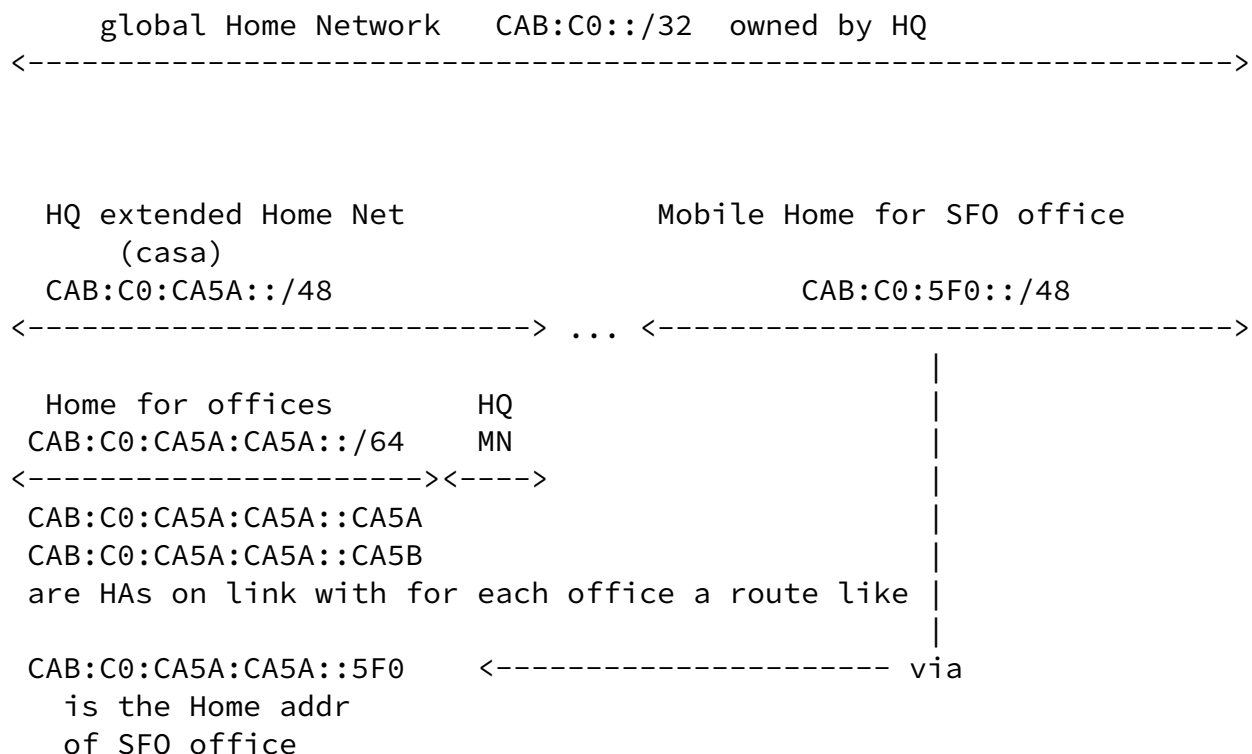 global Home Network CAB:C0::/32 owned by HQ
<------------------------------------------------------------------>
HQ extended Home Net Mobile Home for SFO office
(casa)
CAB:C0:CA5A::/48 CAB:C0:5F0::/48
<----------------------------> ... <-------------------------------->
|
Home for offices HQ |
CAB:C0:CA5A:CA5A::/64 MN |
<----------------------><----> |
CAB:C0:CA5A:CA5A::CA5A |
CAB:C0:CA5A:CA5A::CA5B |
are HAs on link with for each office a route like |
|
CAB:C0:CA5A:CA5A::5F0 <---------------------- via
is the Home addr
of SFO office